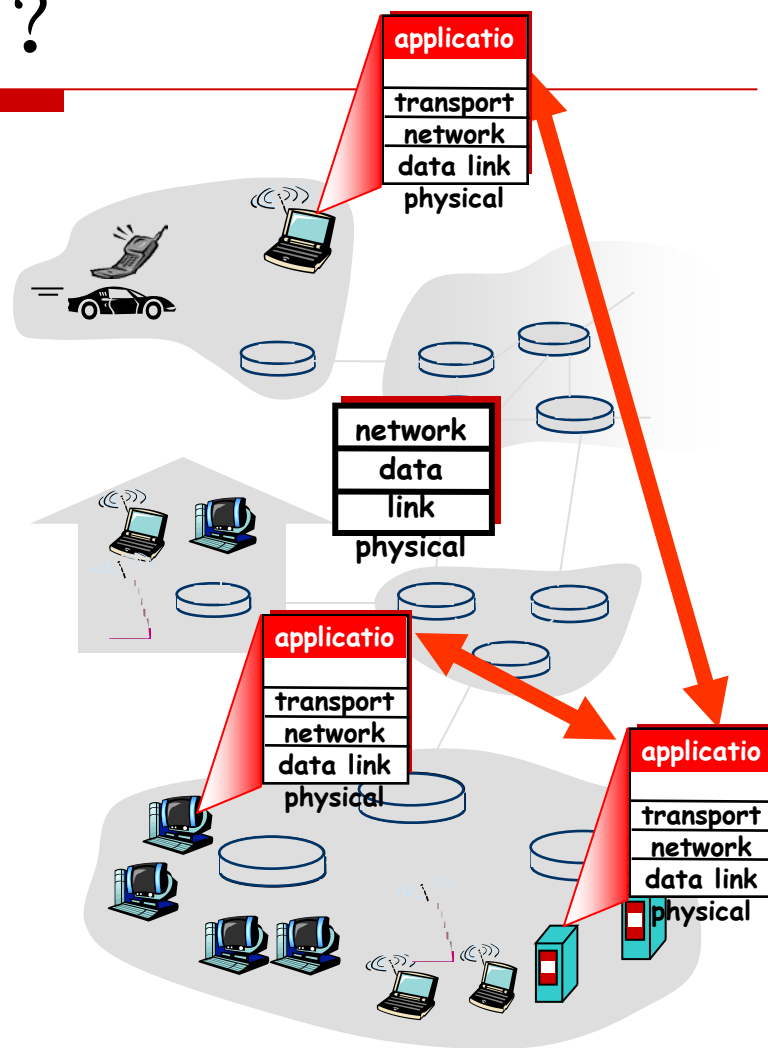 ?
applicatio
transport
network
data link
physical
network
data
link
physical
applicatio
transport
network
data link
physical
applicatio
transport
network
data link
physical